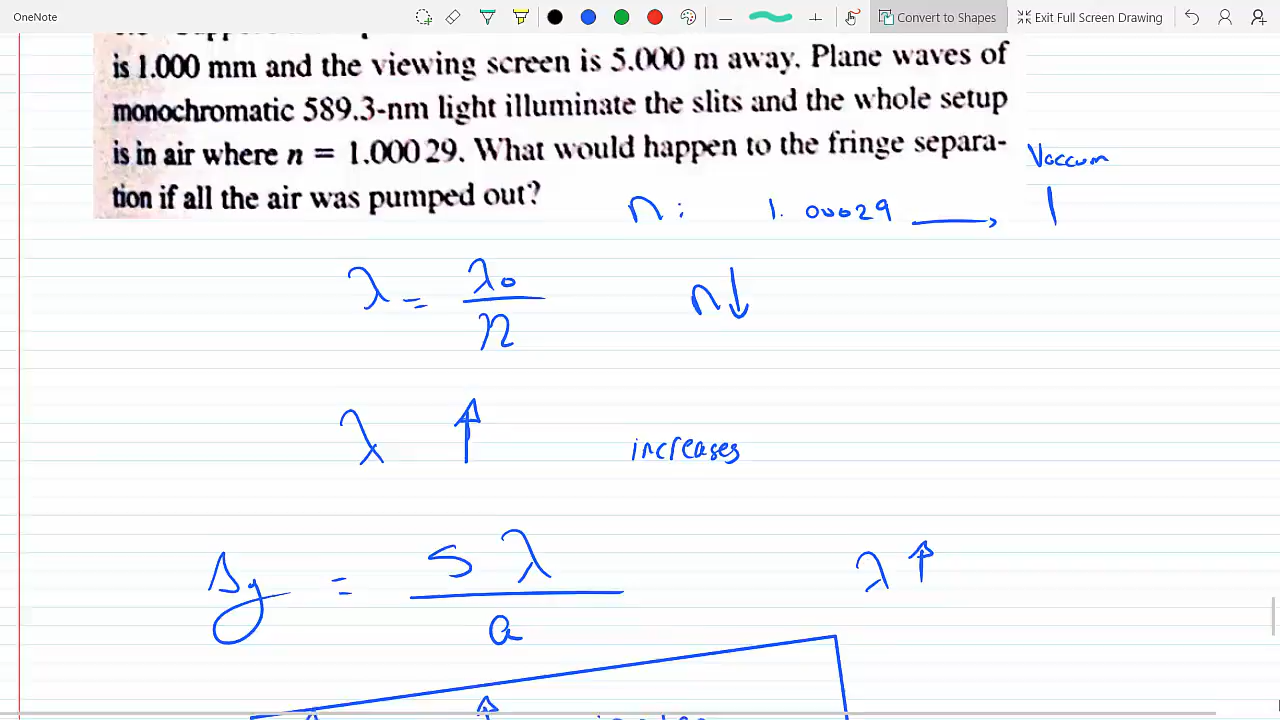 OneNote
Convert to Shapes
Exit Full Screen Drawing
is 1.000 mm and the viewing screen is 5.000 m away. Plane waves of
monochromatic 589.3-nm light illuminate the slits and the whole setup
is in air where n = 1.000 29. What would happen to the fringe separa-
tion if all the air was pumped out?
Vaccum
n : 1.00029 → 1
λ = λ0/n n↓
λ ↑ increases
Δy = sλ/a λ↑